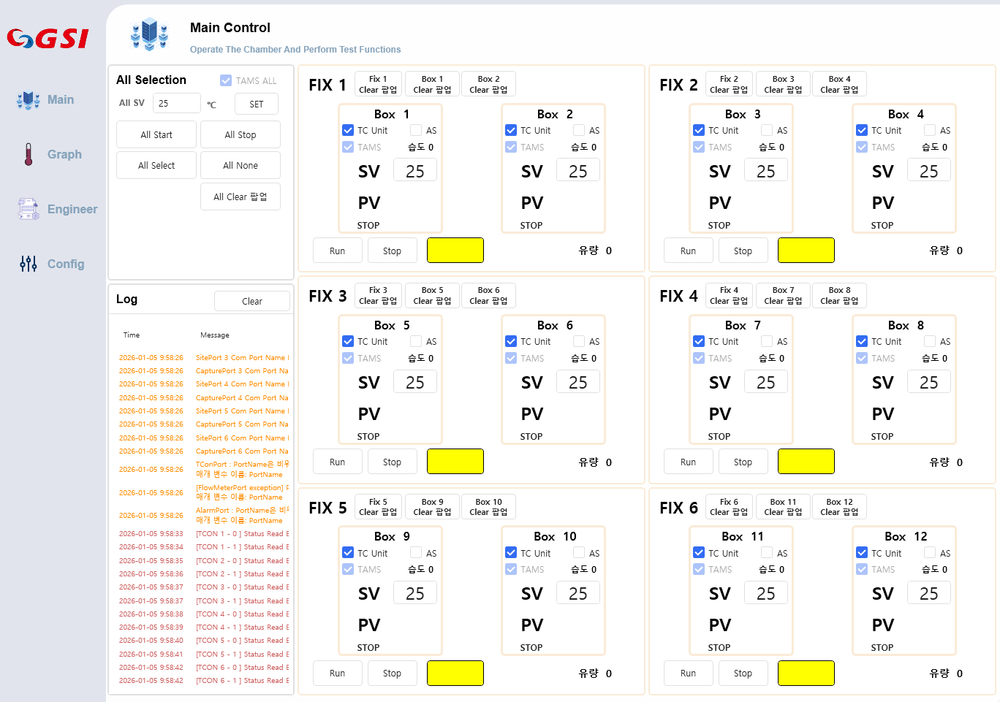 GSI
Main
Graph
Engineer
Config
Main Control
Operate The Chamber And Perform Test Functions
All Selection
TAMS ALL
All SV 25 ℃ SET
All Start All Stop
All Select All None
All Clear 팝업
Log Clear
Time Message
2026-01-05 9:58:26 SitePort 3 Com Port Name
2026-01-05 9:58:26 CapturePort 3 Com Port Na
2026-01-05 9:58:26 SitePort 4 Com Port Name
2026-01-05 9:58:26 CapturePort 4 Com Port Na
2026-01-05 9:58:26 SitePort 5 Com Port Name
2026-01-05 9:58:26 CapturePort 5 Com Port Na
2026-01-05 9:58:26 SitePort 6 Com Port Name
2026-01-05 9:58:26 CapturePort 6 Com Port Na
2026-01-05 9:58:26 TConPort : PortName은
매개 변수 이름: PortName
2026-01-05 9:58:26 [FlowMeterPort exception]
매개 변수 이름: PortName
2026-01-05 9:58:26 AlarmPort : PortName은
매개 변수 이름: PortName
2026-01-05 9:58:33 [TCON 1 - 0 ] Status Read
2026-01-05 9:58:34 [TCON 1 - 1 ] Status Read
2026-01-05 9:58:35 [TCON 2 - 0 ] Status Read
2026-01-05 9:58:36 [TCON 2 - 1 ] Status Read
2026-01-05 9:58:37 [TCON 3 - 0 ] Status Read
2026-01-05 9:58:37 [TCON 3 - 1 ] Status Read
2026-01-05 9:58:38 [TCON 4 - 0 ] Status Read
2026-01-05 9:58:39 [TCON 4 - 1 ] Status Read
2026-01-05 9:58:40 [TCON 5 - 0 ] Status Read
2026-01-05 9:58:41 [TCON 5 - 1 ] Status Read
2026-01-05 9:58:42 [TCON 6 - 0 ] Status Read
2026-01-05 9:58:42 [TCON 6 - 1 ] Status Read
FIX 1
Fix 1
Clear 팝업
Box 1
Clear 팝업
Box 2
Clear 팝업
Box 1
TC Unit AS
TAMS 습도 0
SV 25
PV
STOP
Box 2
TC Unit AS
TAMS 습도 0
SV 25
PV
STOP
Run Stop 유량 0
FIX 2
Fix 2
Clear 팝업
Box 3
Clear 팝업
Box 4
Clear 팝업
Box 3
TC Unit AS
TAMS 습도 0
SV 25
PV
STOP
Box 4
TC Unit AS
TAMS 습도 0
SV 25
PV
STOP
Run Stop 유량 0
FIX 3
Fix 3
Clear 팝업
Box 5
Clear 팝업
Box 6
Clear 팝업
Box 5
TC Unit AS
TAMS 습도 0
SV 25
PV
STOP
Box 6
TC Unit AS
TAMS 습도 0
SV 25
PV
STOP
Run Stop 유량 0
FIX 4
Fix 4
Clear 팝업
Box 7
Clear 팝업
Box 8
Clear 팝업
Box 7
TC Unit AS
TAMS 습도 0
SV 25
PV
STOP
Box 8
TC Unit AS
TAMS 습도 0
SV 25
PV
STOP
Run Stop 유량 0
FIX 5
Fix 5
Clear 팝업
Box 9
Clear 팝업
Box 10
Clear 팝업
Box 9
TC Unit AS
TAMS 습도 0
SV 25
PV
STOP
Box 10
TC Unit AS
TAMS 습도 0
SV 25
PV
STOP
Run Stop 유량 0
FIX 6
Fix 6
Clear 팝업
Box 11
Clear 팝업
Box 12
Clear 팝업
Box 11
TC Unit AS
TAMS 습도 0
SV 25
PV
STOP
Box 12
TC Unit AS
TAMS 습도 0
SV 25
PV
STOP
Run Stop 유량 0